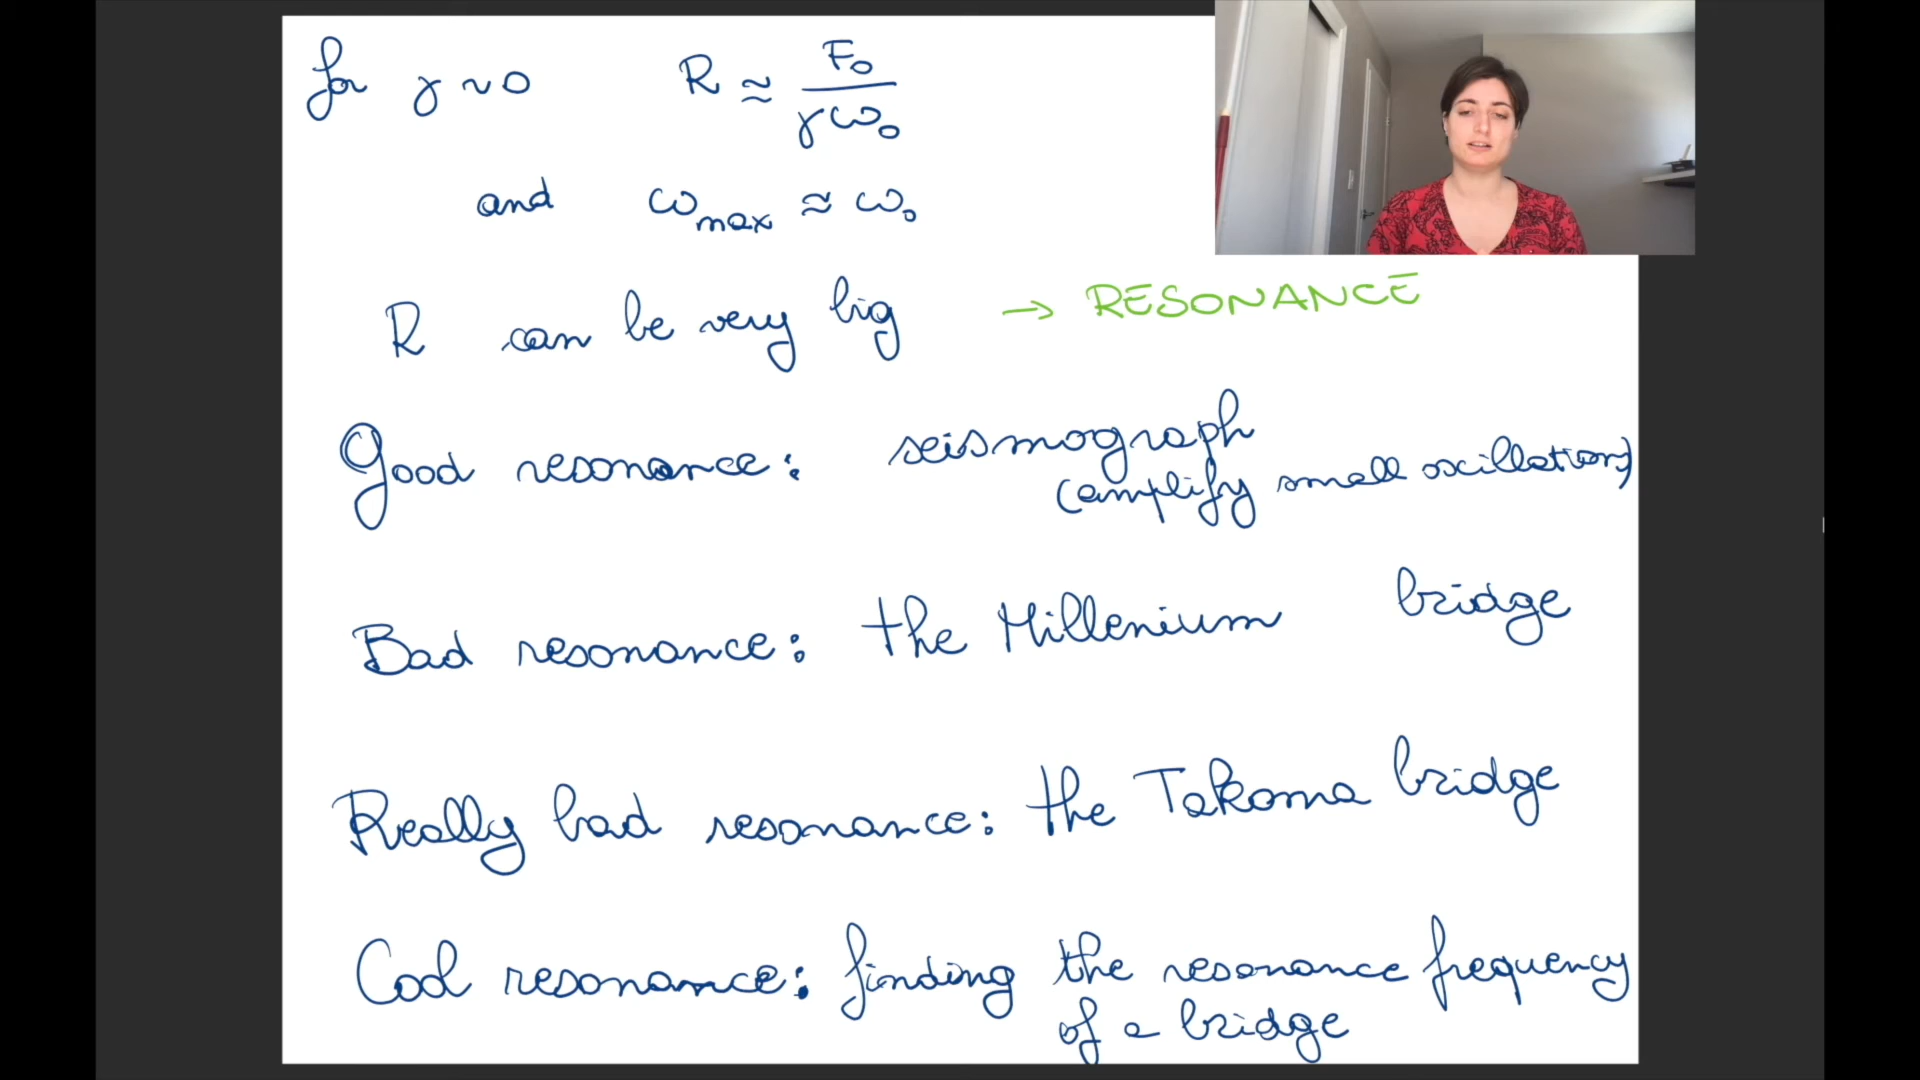 for γ ~ 0 R ≈ F₀ / γω₀
and ω_max ≈ ω₀
R can be very big → RESONANCE
Good resonance: seismograph
(amplify small oscillations)
Bad resonance: the Millenium bridge
Really bad resonance: the Takoma bridge
Cool resonance: finding the resonance frequency
of a bridge